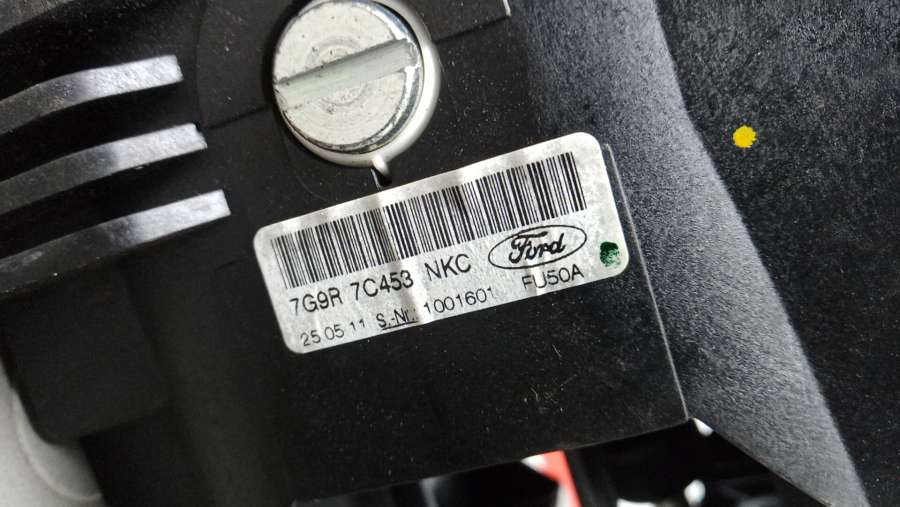 7G9R 7C453 NKC Ford
25 05 11 S.-Nr.: 1001601 FU50A